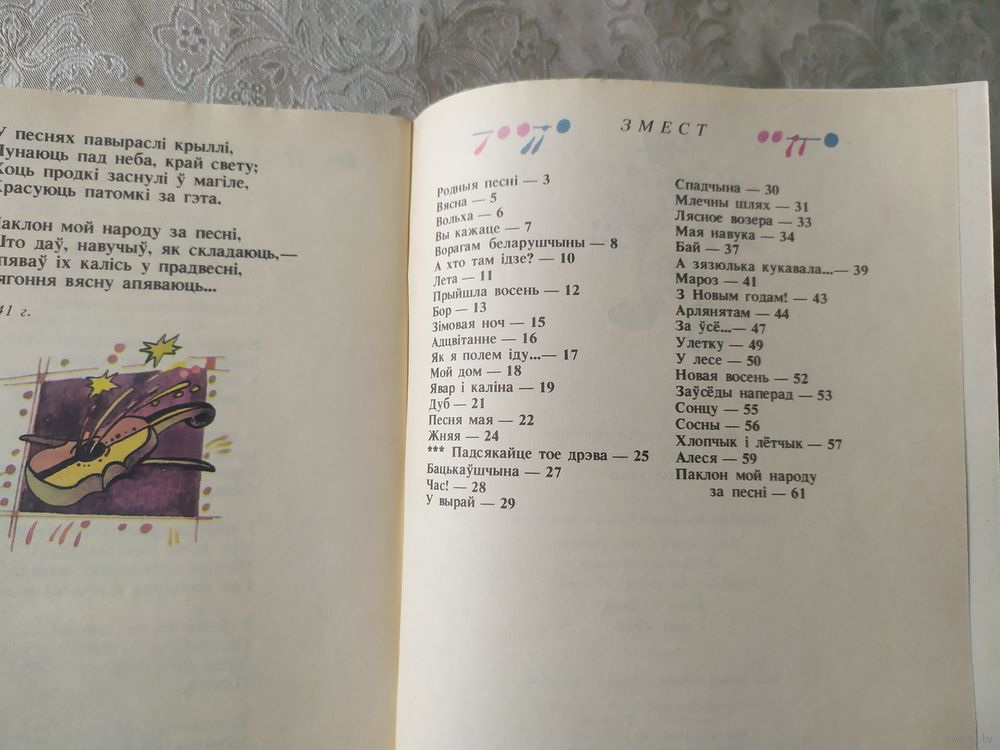 У песнях павыраслі крыллі,
Лунаюць пад неба, край свету;
Хоць продкі заснулі ў магіле,
Красуюць патомкі за гэта.
Паклон мой народу за песні,
Што даў, навучыў, як складаюць,—
Спяваў іх калісь у прадвесні,
вясну апяваюць...
41 г.
ЗМЕСТ
Родныя песні — 3
Вясна — 5
Вольха — 6
Вы кажаце — 7
Ворагам беларушчыны — 8
А хто там ідзе? — 10
Лета — 11
Прыйшла восень — 12
Бор — 13
Зімовая ноч — 15
Адцвітанне — 16
Як я полем іду...— 17
Мой дом — 18
Явар і каліна — 19
Дуб — 21
Песня мая — 22
Жняя — 24
*** Падсякайце тое дрэва — 25
Бацькаўшчына — 27
Час! — 28
У вырай — 29
Спадчына — 30
Млечны шлях — 31
Лясное возера — 33
Мая навука — 34
Бай — 37
А зязюлька кукавала...— 39
Мароз — 41
З Новым годам! — 43
Арлянятам — 44
За ўсё...— 47
Улетку — 49
У лесе — 50
Новая восень — 52
Заўсёды наперад — 53
Сонцу — 55
Сосны — 56
Хлопчык і лётчык — 57
Алеся — 59
Паклон мой народу
за песні — 61